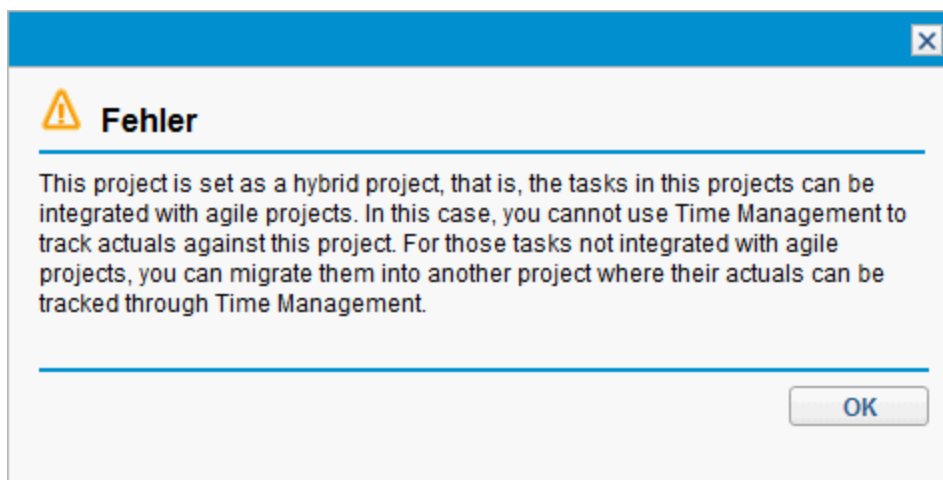 Fehler
This project is set as a hybrid project, that is, the tasks in this projects can be
integrated with agile projects. In this case, you cannot use Time Management to
track actuals against this project. For those tasks not integrated with agile
projects, you can migrate them into another project where their actuals can be
tracked through Time Management.
OK